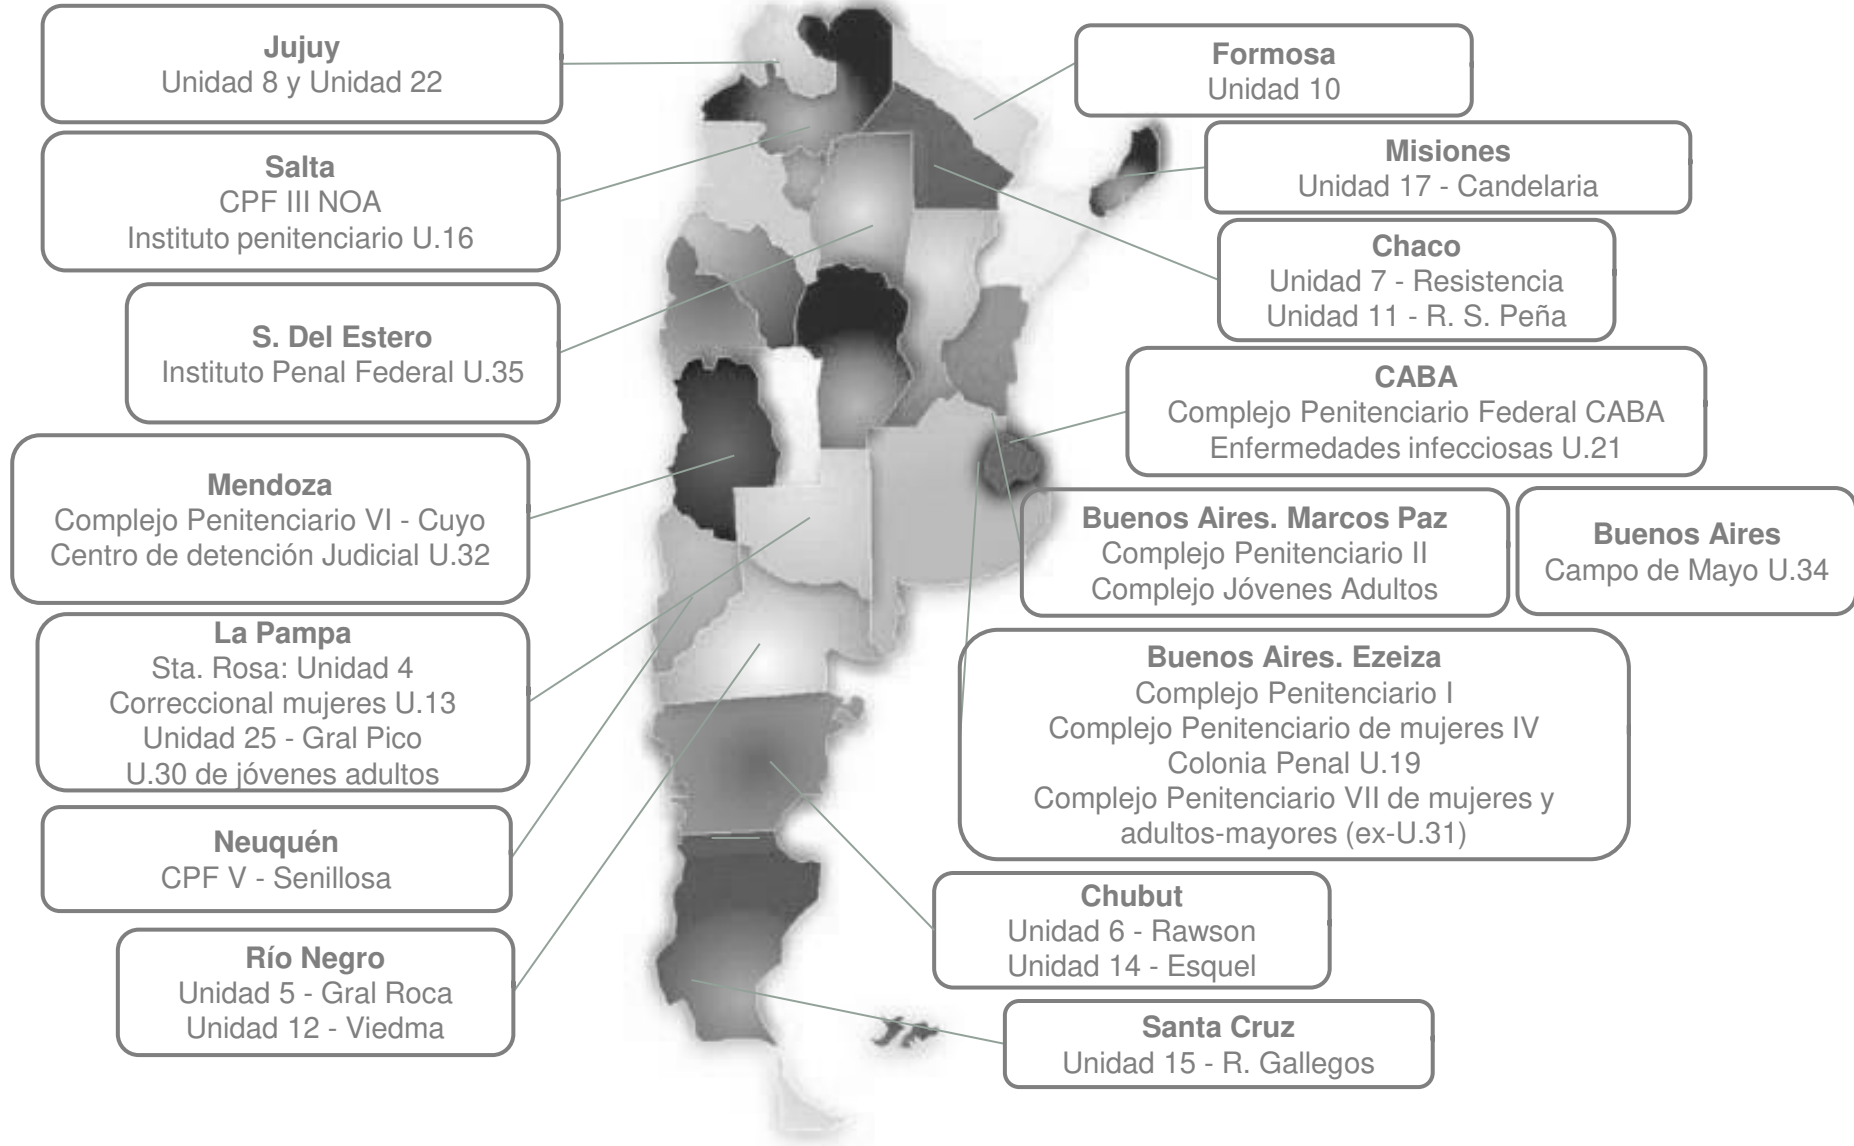 Jujuy
Unidad 8 y Unidad 22
Salta
CPF III NOA
Instituto penitenciario U.16
S. Del Estero
Instituto Penal Federal U.35
Mendoza
Complejo Penitenciario VI - Cuyo
Centro de detención Judicial U.32
La Pampa
Sta. Rosa: Unidad 4
Correccional mujeres U.13
Unidad 25 - Gral Pico
U.30 de jóvenes adultos
Neuquén
CPF V - Senillosa
Río Negro
Unidad 5 - Gral Roca
Unidad 12 - Viedma
Formosa
Unidad 10
Misiones
Unidad 17 - Candelaria
Chaco
Unidad 7 - Resistencia
Unidad 11 - R. S. Peña
CABA
Complejo Penitenciario Federal CABA
Enfermedades infecciosas U.21
Buenos Aires. Marcos Paz
Complejo Penitenciario II
Complejo Jóvenes Adultos
Buenos Aires
Campo de Mayo U.34
Buenos Aires. Ezeiza
Complejo Penitenciario I
Complejo Penitenciario de mujeres IV
Colonia Penal U.19
Complejo Penitenciario VII de mujeres y
adultos-mayores (ex-U.31)
Chubut
Unidad 6 - Rawson
Unidad 14 - Esquel
Santa Cruz
Unidad 15 - R. Gallegos